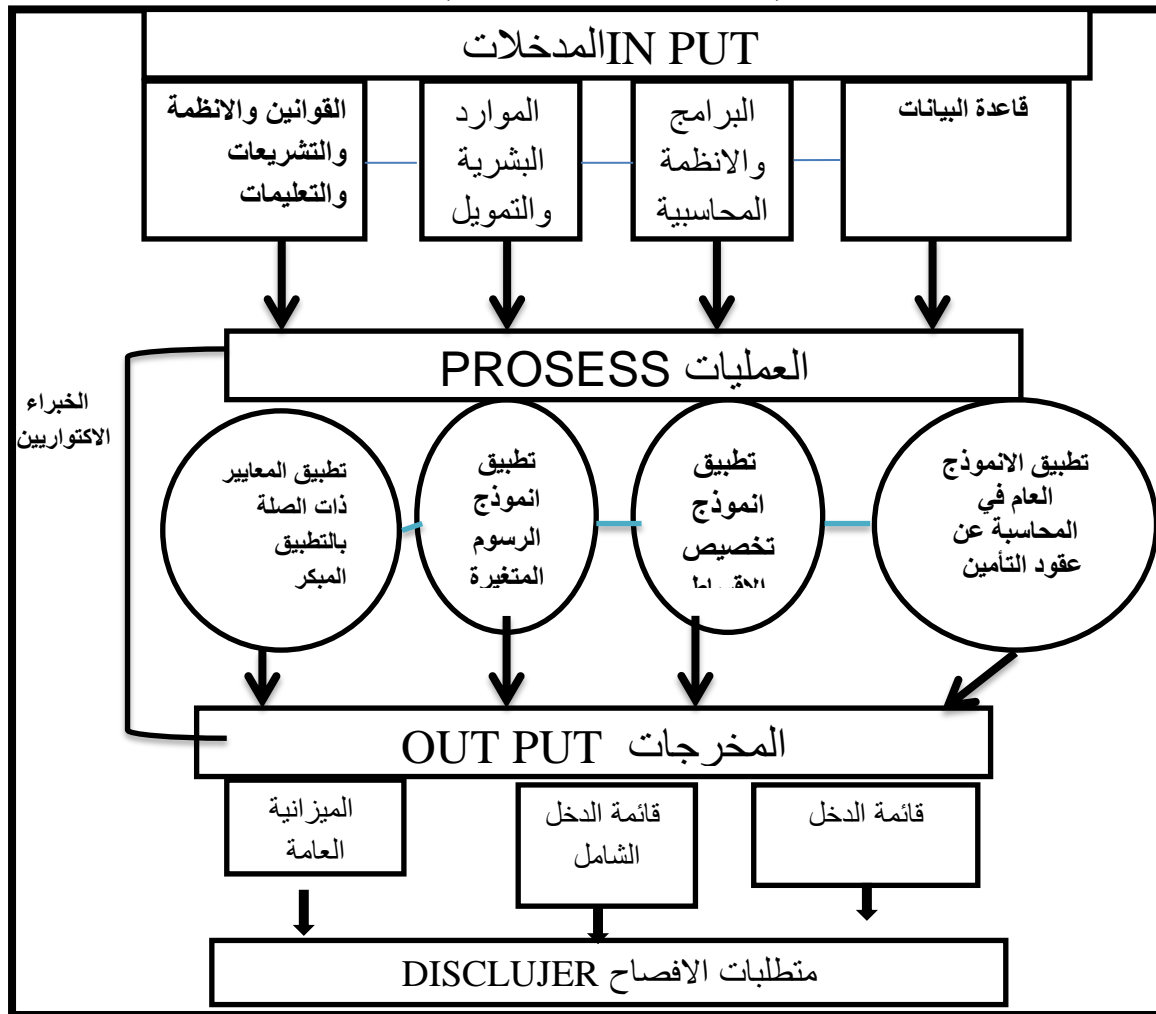 المدخلات IN PUT
قاعدة البيانات
البرامج
والانظمة
المحاسبية
الموارد
البشرية
والتمويل
القوانين والانظمة
والتشريعات
والتعليمات
العمليات PROSESS
الخبراء
الاكتواريين
تطبيق الانموذج
العام في
المحاسبة عن
عقود التأمين
تطبيق
انموذج
تخصيص
تطبيق
انموذج
الرسوم
المتغيرة
تطبيق المعايير
ذات الصلة
بالتطبيق
المبكر
المخرجات OUT PUT
قائمة الدخل
قائمة الدخل
الشامل
الميزانية
العامة
متطلبات الافصاح DISCLUJER